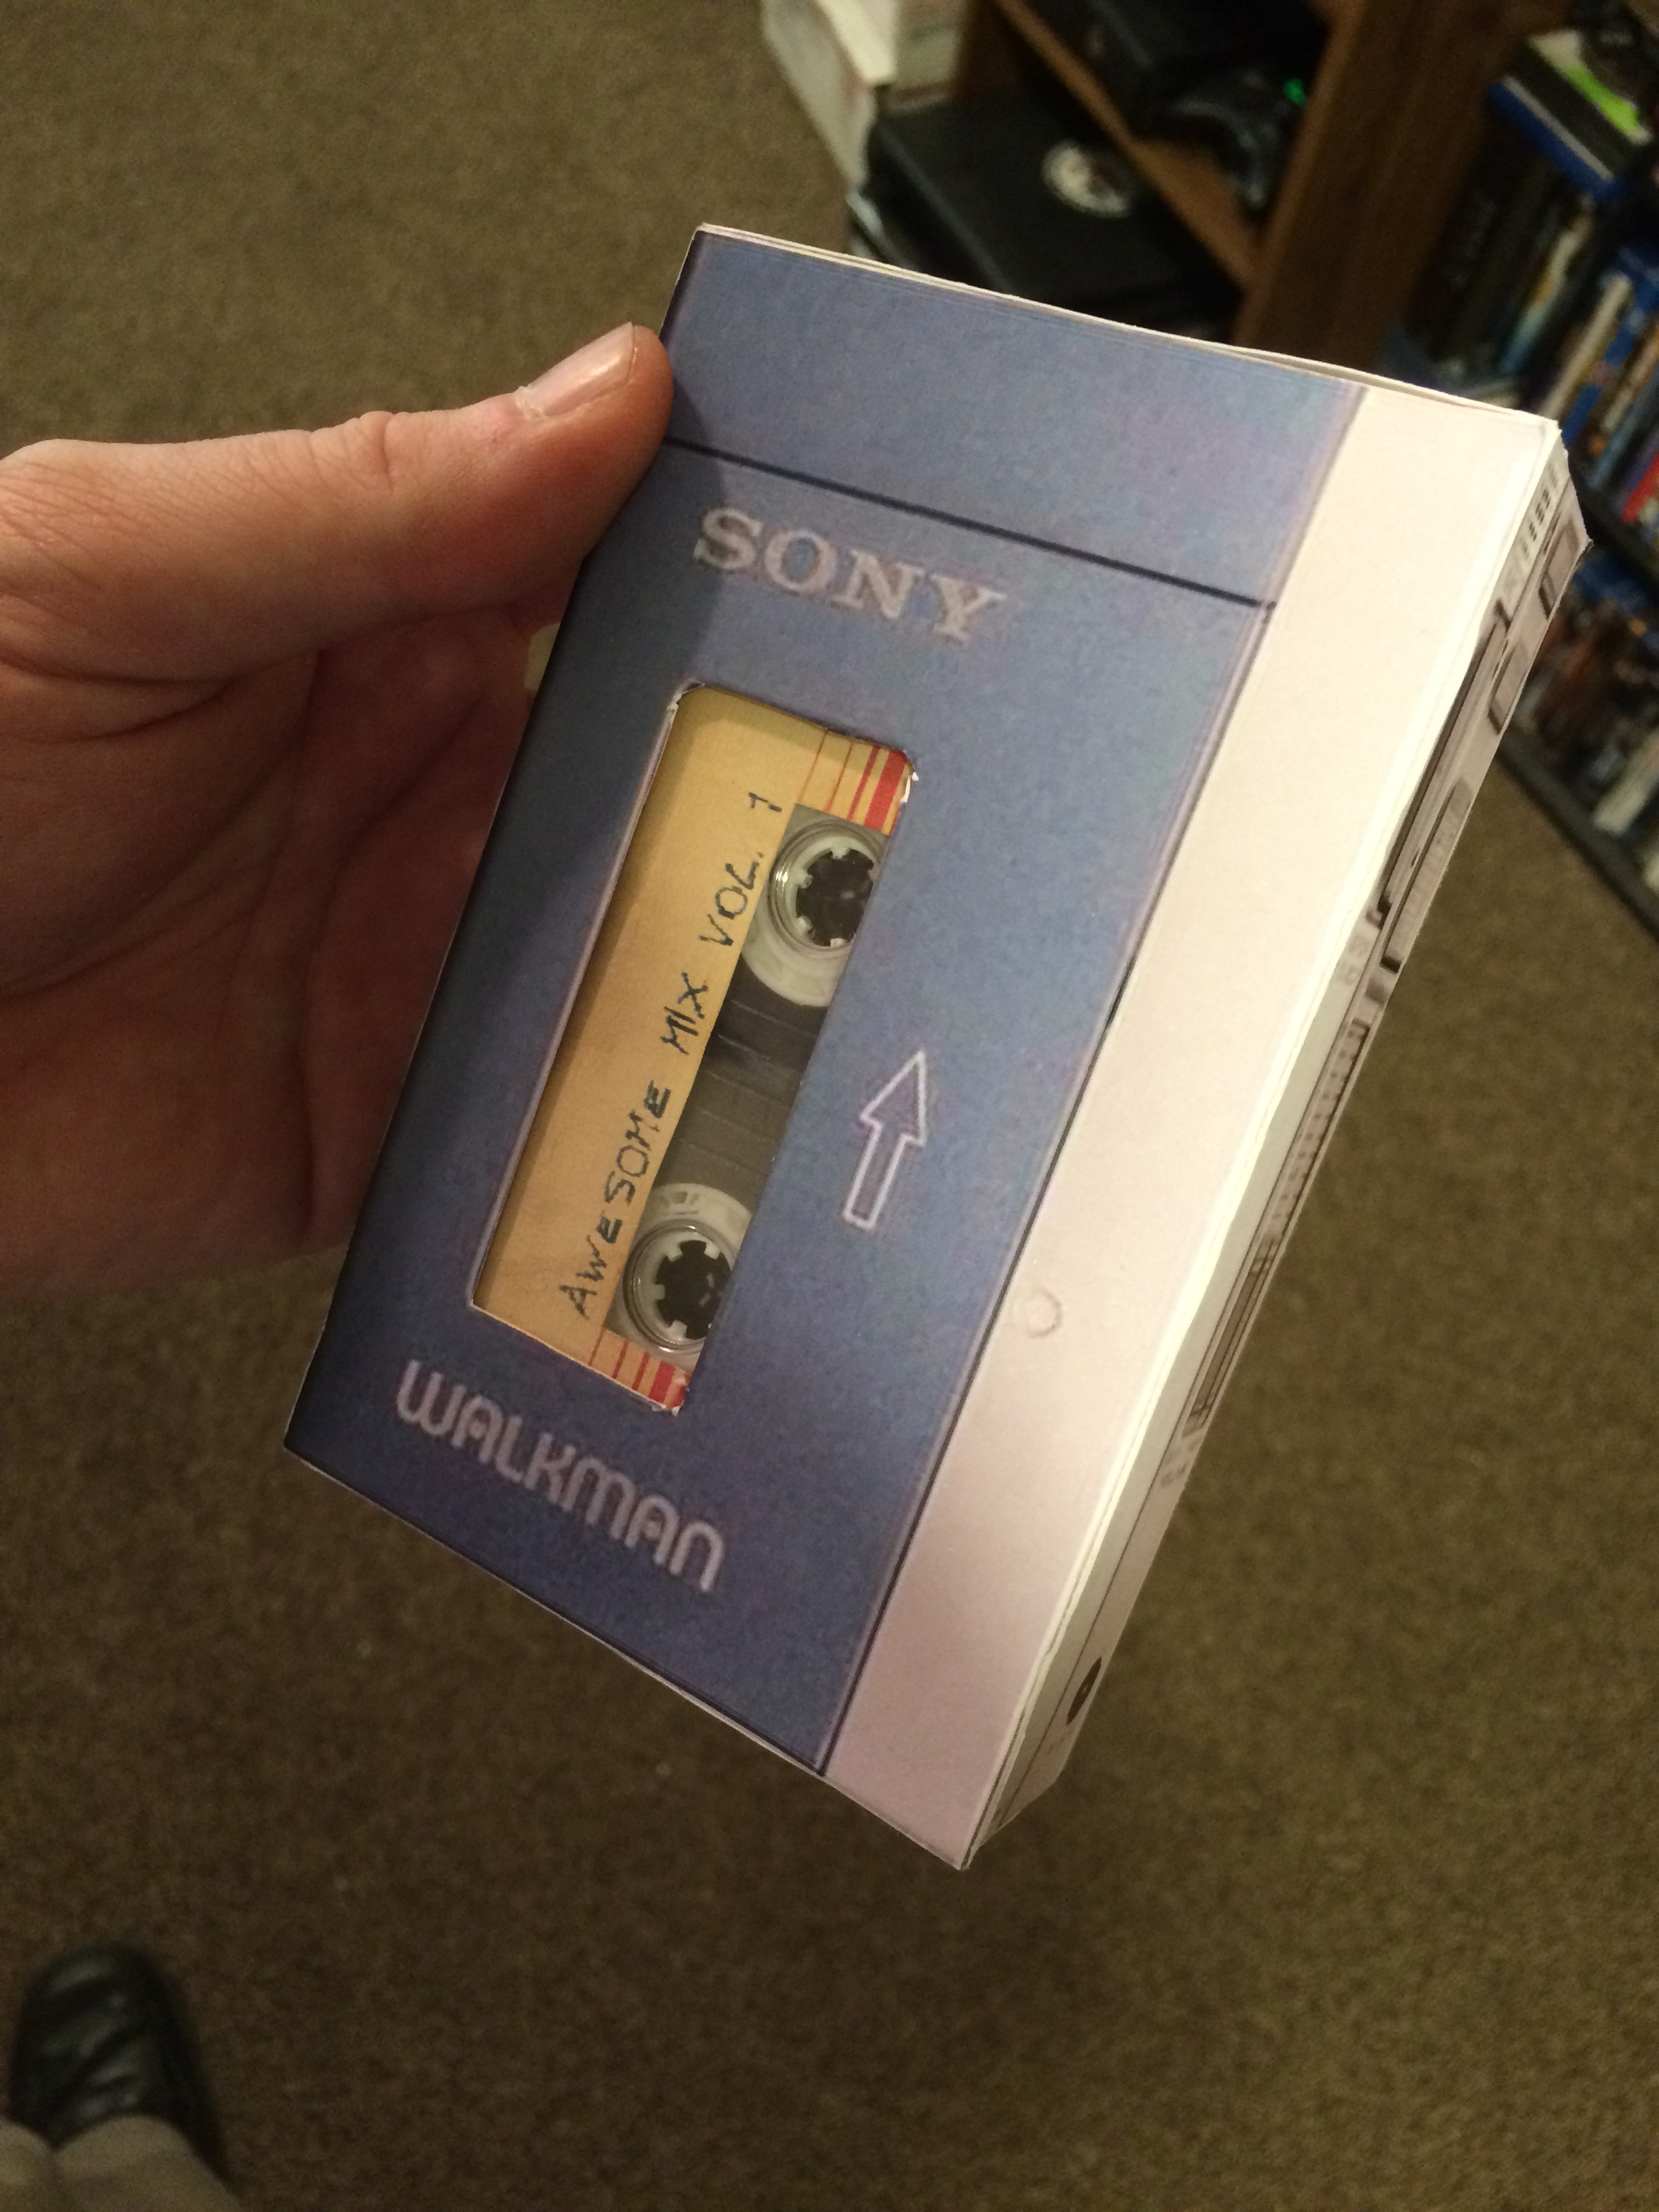 SONY
AWESOME MIX VOL. 1
WALKMAN